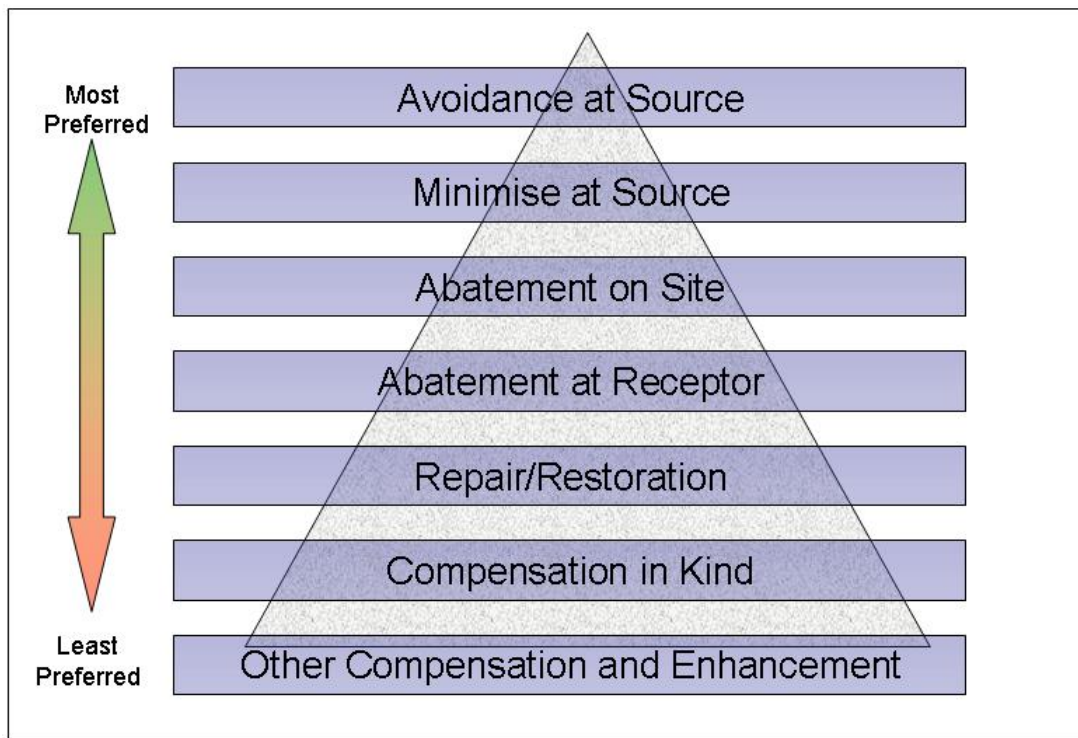 Most
Preferred
Avoidance at Source
Minimise at Source
Abatement on Site
Abatement at Receptor
Repair/Restoration
Compensation in Kind
Least
Preferred
Other Compensation and Enhancement